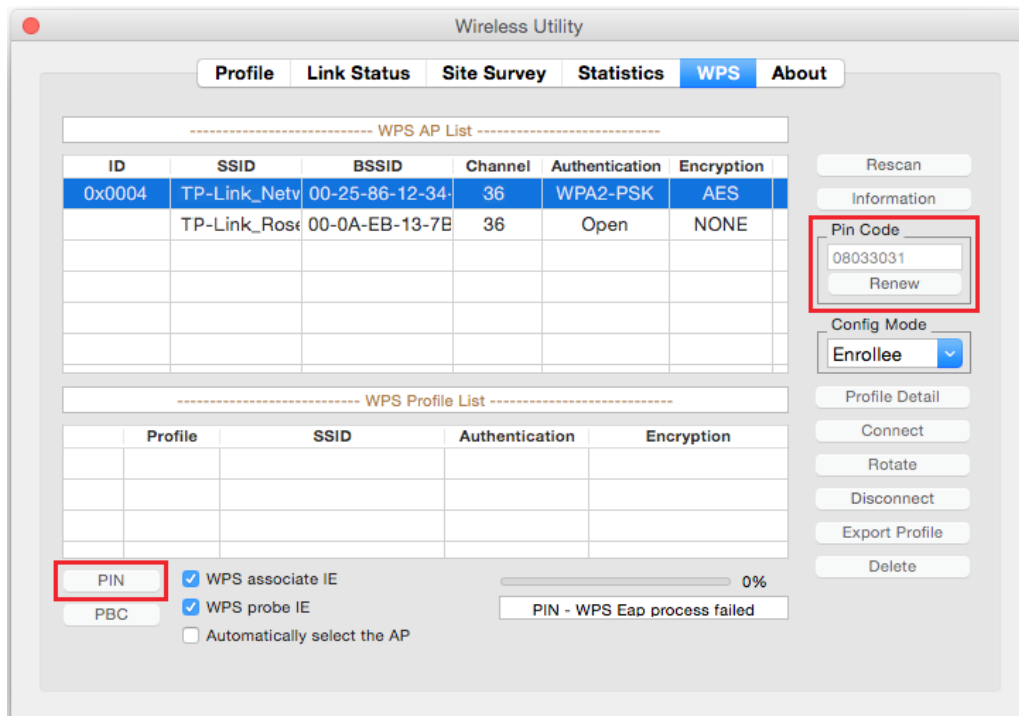 Wireless Utility
Profile Link Status Site Survey Statistics WPS About
---------------------------- WPS AP List ----------------------------
ID SSID BSSID Channel Authentication Encryption
0x0004 TP-Link_Netw 00-25-86-12-34- 36 WPA2-PSK AES
TP-Link_Rose 00-0A-EB-13-7B 36 Open NONE
Rescan
Information
Pin Code
08033031
Renew
Config Mode
Enrollee
---------------------------- WPS Profile List ----------------------------
Profile SSID Authentication Encryption
Profile Detail
Connect
Rotate
Disconnect
Export Profile
Delete
PIN
PBC
WPS associate IE
WPS probe IE
Automatically select the AP
0%
PIN - WPS Eap process failed